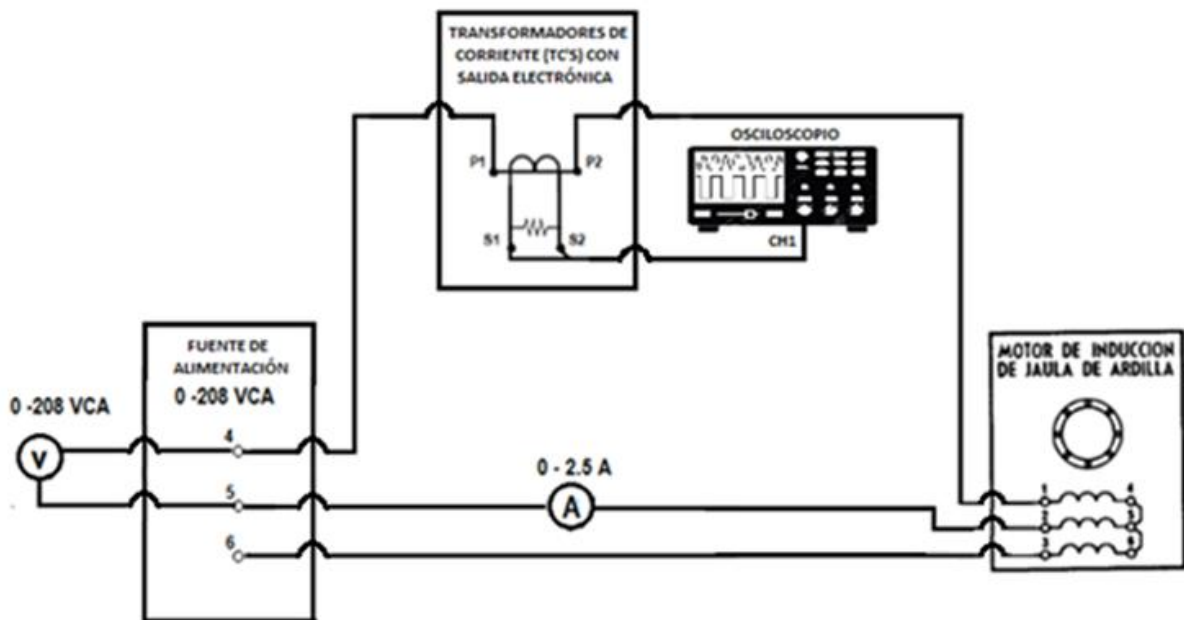 TRANSFORMADORES DE
CORRIENTE (TC'S) CON
SALIDA ELECTRÓNICA
P1
P2
S1
S2
OSCILOSCOPIO
CH1
FUENTE DE
ALIMENTACIÓN
0 -208 VCA
0 -208 VCA
V
4
5
6
0 - 2.5 A
A
MOTOR DE INDUCCION
DE JAULA DE ARDILLA
1
4
2
5
3
6